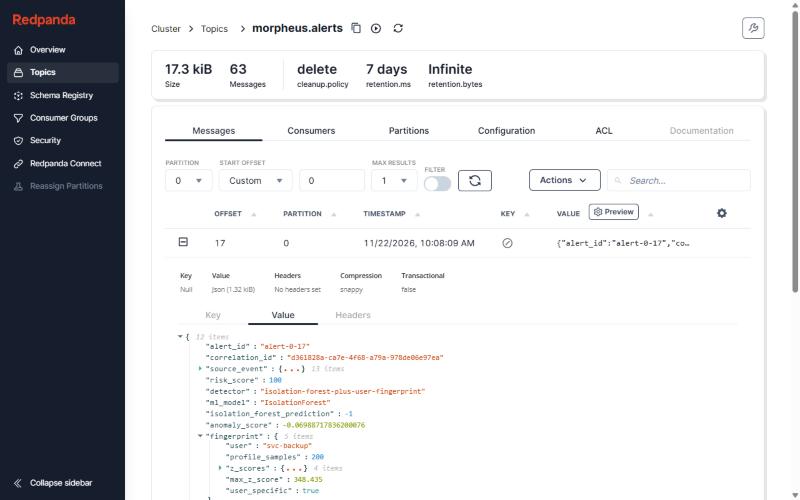 Redpanda
Overview
Topics
Schema Registry
Consumer Groups
Security
Redpanda Connect
Reassign Partitions
Collapse sidebar
Cluster > Topics > morpheus.alerts
17.3 kiB 63 delete 7 days Infinite
Size Messages cleanup.policy retention.ms retention.bytes
Messages Consumers Partitions Configuration ACL Documentation
PARTITION START OFFSET MAX RESULTS FILTER
0 Custom 0 1 Actions Search...
OFFSET PARTITION TIMESTAMP KEY VALUE Preview
17 0 11/22/2026, 10:08:09 AM {"alert_id":"alert-0-17","co…
Key Value Headers Compression Transactional
Null Json (1.32 kiB) No headers set snappy false
Key Value Headers
{ 12 items
"alert_id" : "alert-0-17"
"correlation_id" : "d361828a-ca7e-4f68-a79a-978de06e97ea"
"source_event" : {...} 13 items
"risk_score" : 100
"detector" : "isolation-forest-plus-user-fingerprint"
"ml_model" : "IsolationForest"
"isolation_forest_prediction" : -1
"anomaly_score" : -0.06988717836200076
"fingerprint" : { 5 items
"user" : "svc-backup"
"profile_samples" : 200
"z_scores" : {...} 4 items
"max_z_score" : 348.435
"user_specific" : true
}